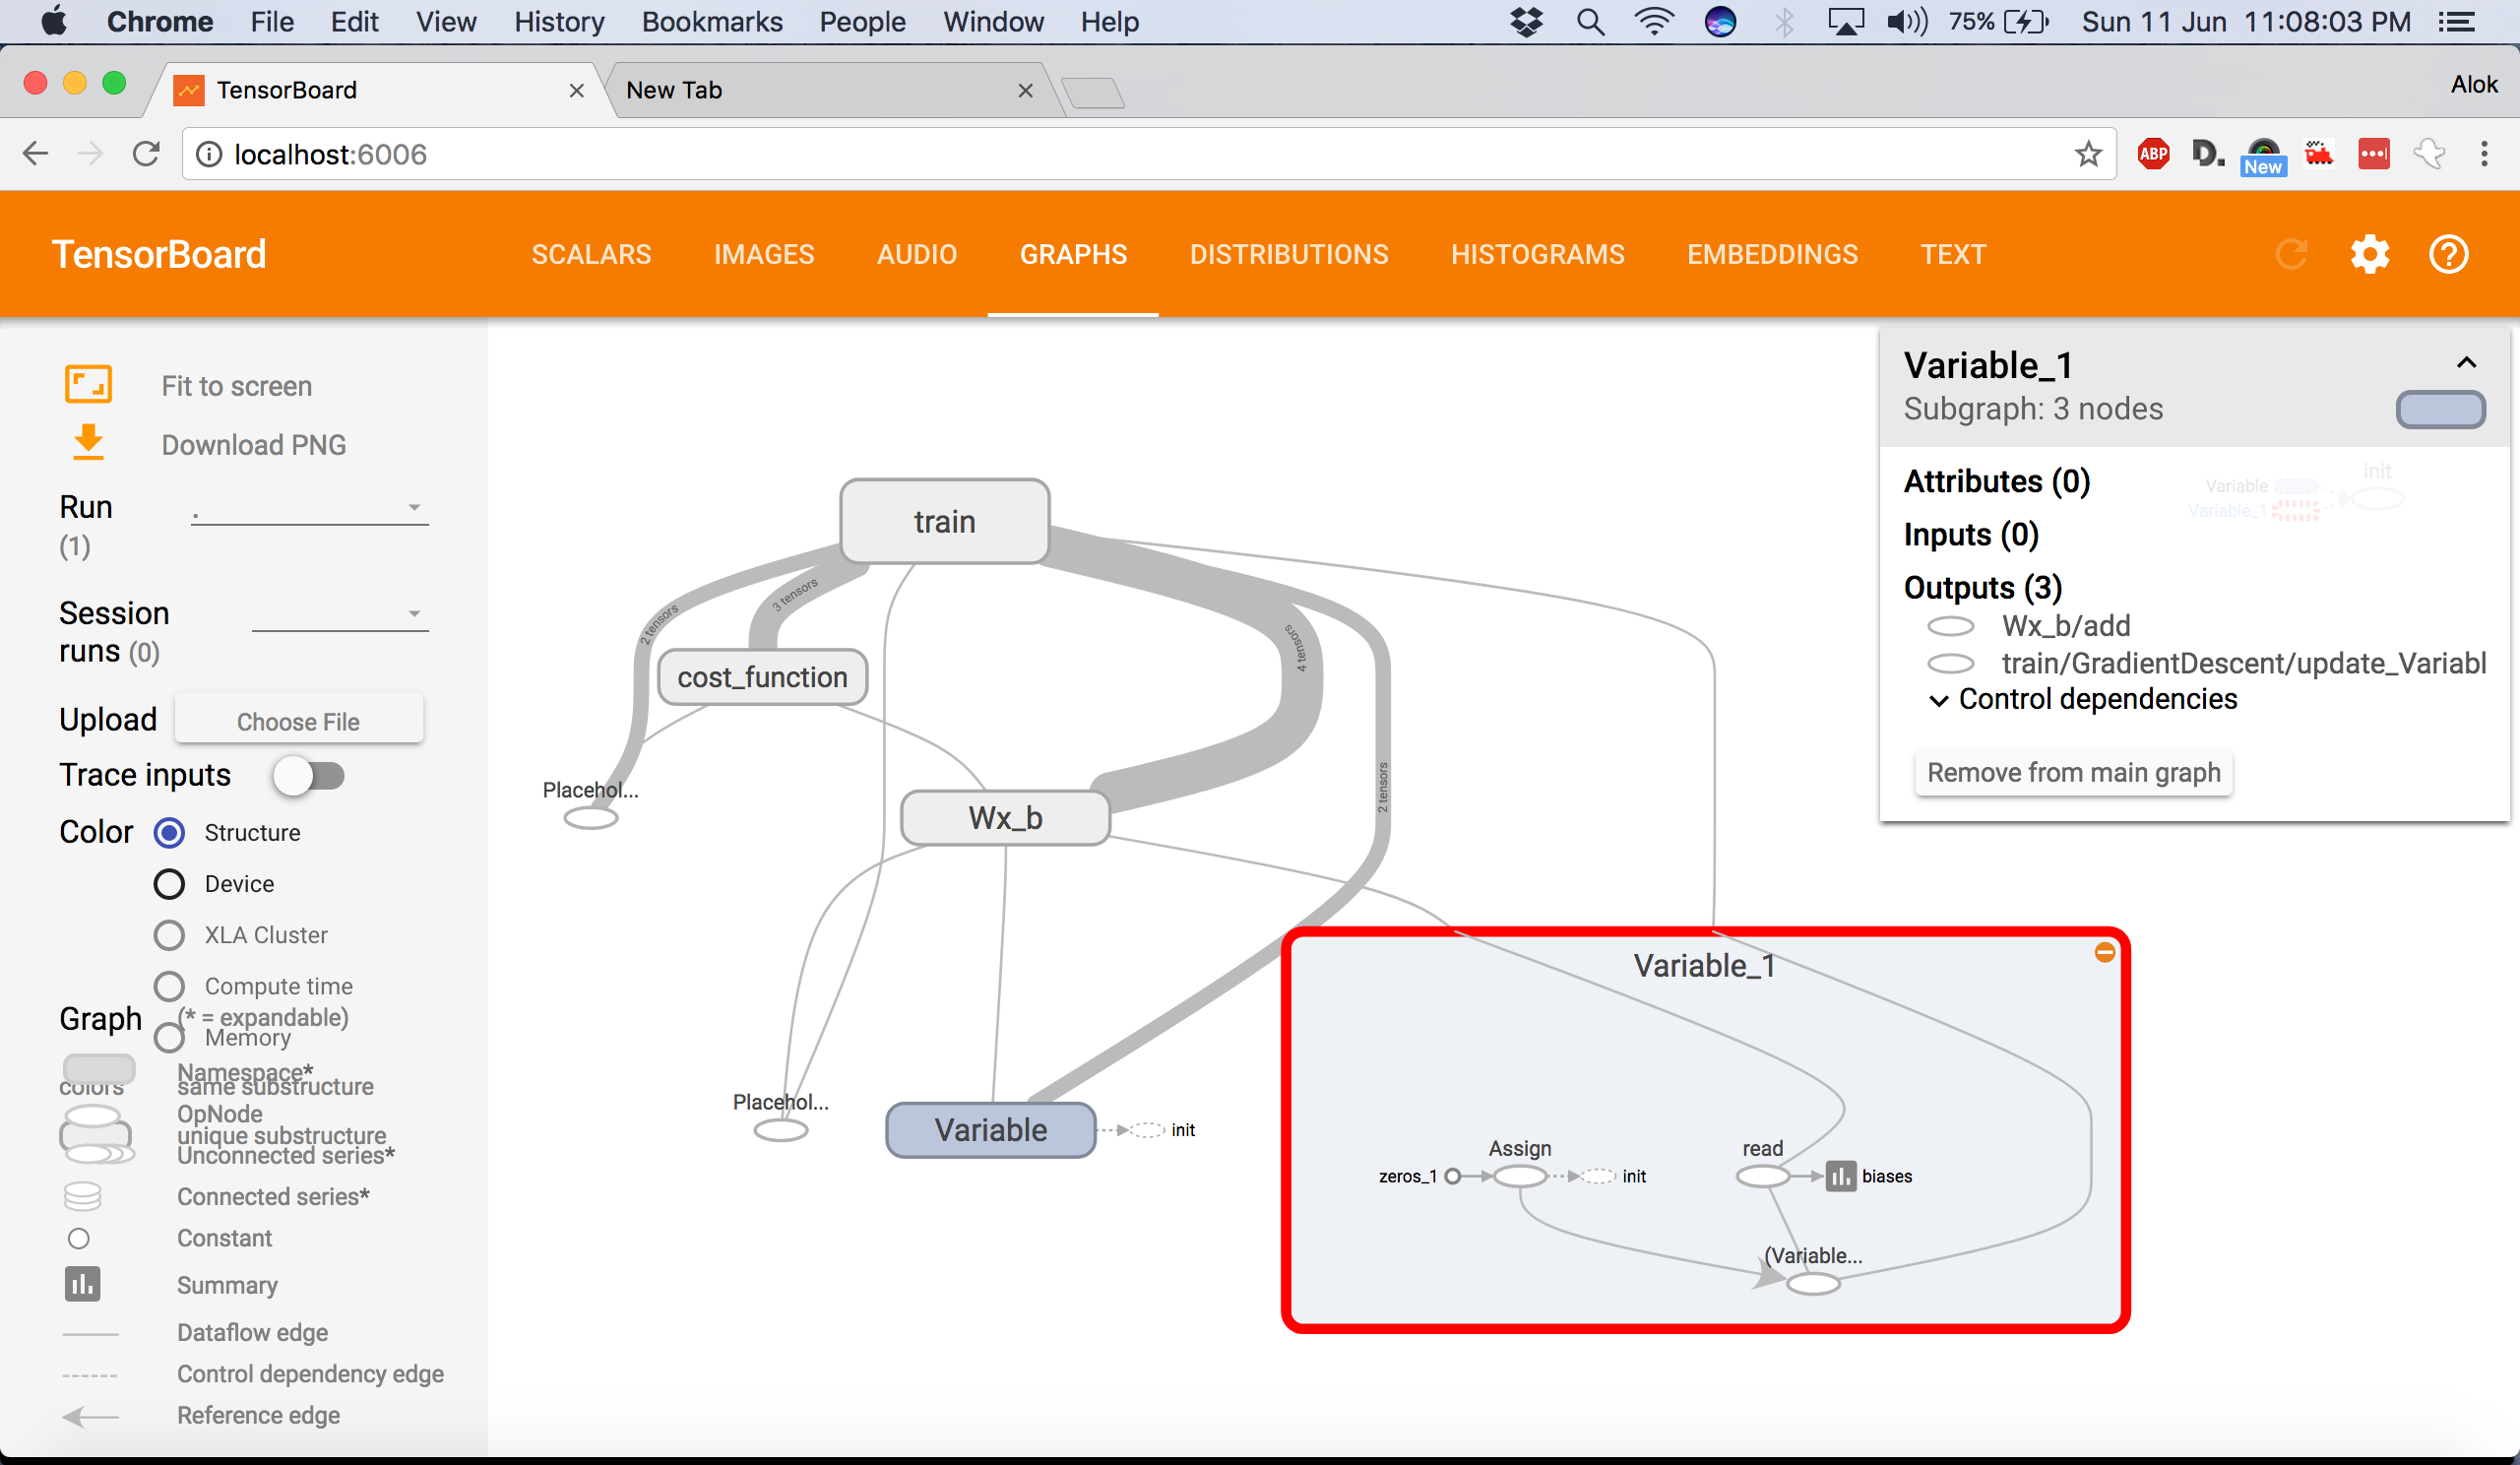 Chrome File Edit View History Bookmarks People Window Help 75% Sun 11 Jun 11:08:03 PM
TensorBoard New Tab Alok
localhost:6006 ABP D. New
TensorBoard SCALARS IMAGES AUDIO GRAPHS DISTRIBUTIONS HISTOGRAMS EMBEDDINGS TEXT
Fit to screen
Download PNG
Run
(1)
.
Session
runs (0)
Upload Choose File
Trace inputs
Color Structure
Device
XLA Cluster
Compute time
Graph (* = expandable)
Memory
Namespace*
colors same substructure
OpNode
unique substructure
Unconnected series*
Connected series*
Constant
Summary
Dataflow edge
Control dependency edge
Reference edge
train
2 tensors
3 tensors
4 tensors
cost_function
2 tensors
Placehol...
Wx_b
Placehol...
Variable init
Variable_1
Assign read
zeros_1 init biases
(Variable...
Variable_1
Subgraph: 3 nodes
Attributes (0)
init
Variable
Variable_1
Inputs (0)
Outputs (3)
Wx_b/add
train/GradientDescent/update_Variabl
Control dependencies
Remove from main graph